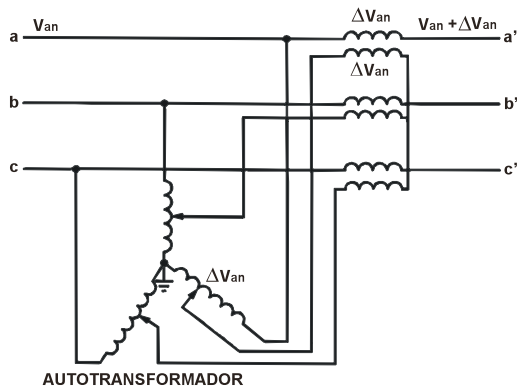 a
Van
ΔVan
Van + ΔVan
a’
ΔVan
b
b’
c
c’
ΔVan
AUTOTRANSFORMADOR